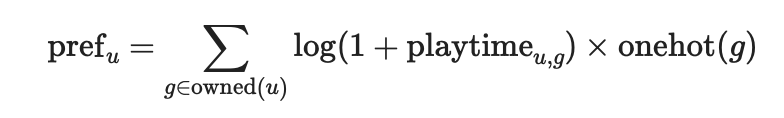 pref_u = ∑_{g∈owned(u)} log(1 + playtime_{u,g}) × onehot(g)